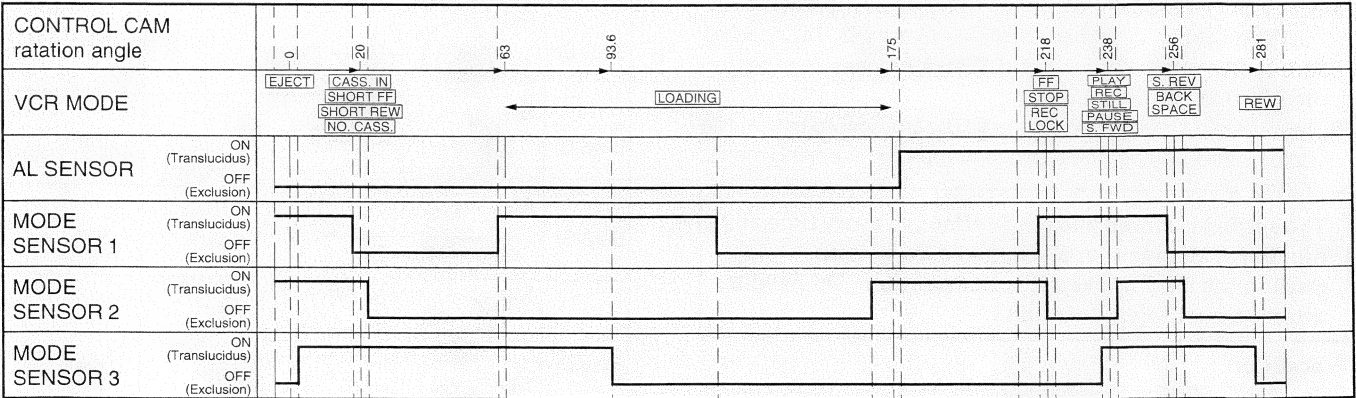 CONTROL CAM
ratation angle
0
20
63
93.6
175
218
238
256
281
VCR MODE
EJECT
CASS. IN
SHORT FF
SHORT REW
NO. CASS.
LOADING
FF
STOP
REC
LOCK
PLAY
REC
STILL
PAUSE
S. FWD
S. REV
BACK
SPACE
REW
AL SENSOR
ON
(Translucidus)
OFF
(Exclusion)
MODE
SENSOR 1
ON
(Translucidus)
OFF
(Exclusion)
MODE
SENSOR 2
ON
(Translucidus)
OFF
(Exclusion)
MODE
SENSOR 3
ON
(Translucidus)
OFF
(Exclusion)